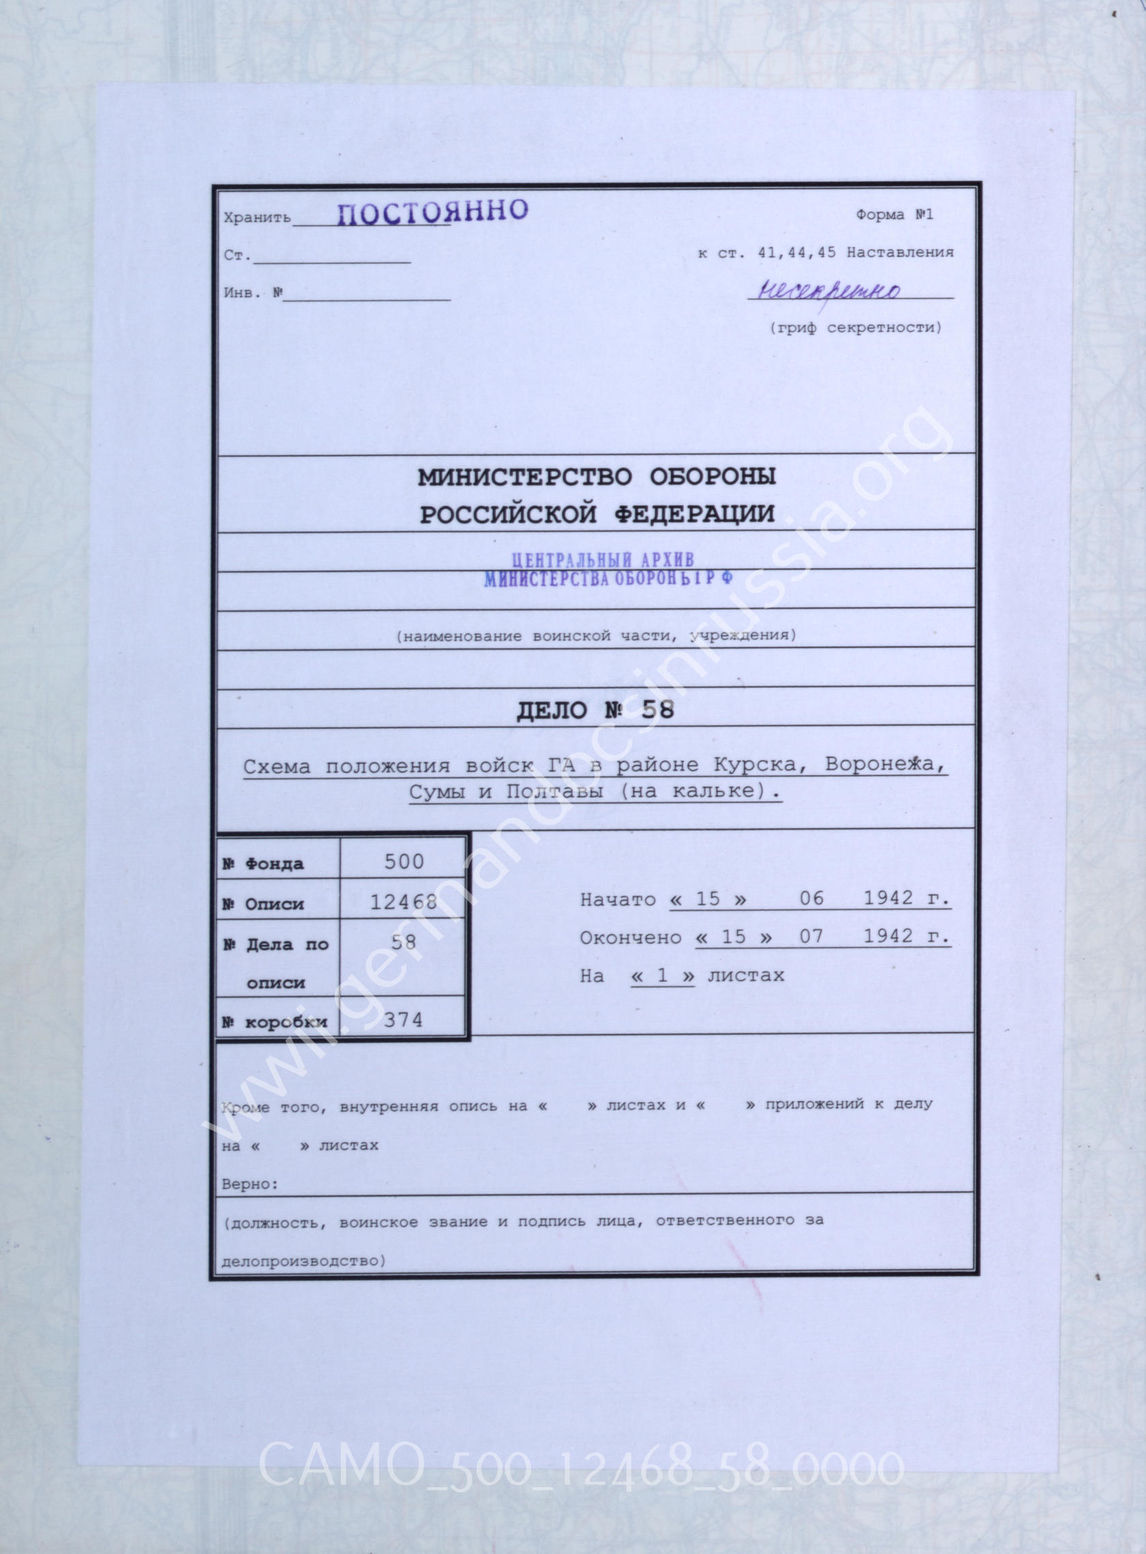 Хранить ПОСТОЯННО
Форма №1
Ст.
к ст. 41,44,45 Наставления
Инв. №
несекретно
(гриф секретности)
МИНИСТЕРСТВО ОБОРОНЫ
РОССИЙСКОЙ ФЕДЕРАЦИИ
ЦЕНТРАЛЬНЫЙ АРХИВ
МИНИСТЕРСТВА ОБОРОНЫ РФ
(наименование воинской части, учреждения)
ДЕЛО № 58
Схема положения войск ГА в районе Курска, Воронежа,
Сумы и Полтавы (на кальке).
№ Фонда 500
№ Описи 12468
№ Дела по описи 58
№ коробки 374
Начато « 15 » 06 1942 г.
Окончено « 15 » 07 1942 г.
На « 1 » листах
Кроме того, внутренняя опись на « » листах и « » приложений к делу
на « » листах
Верно:
(должность, воинское звание и подпись лица, ответственного за
делопроизводство)
wwii.germandocsinrussia.org
CAMO_500_12468_58_0000